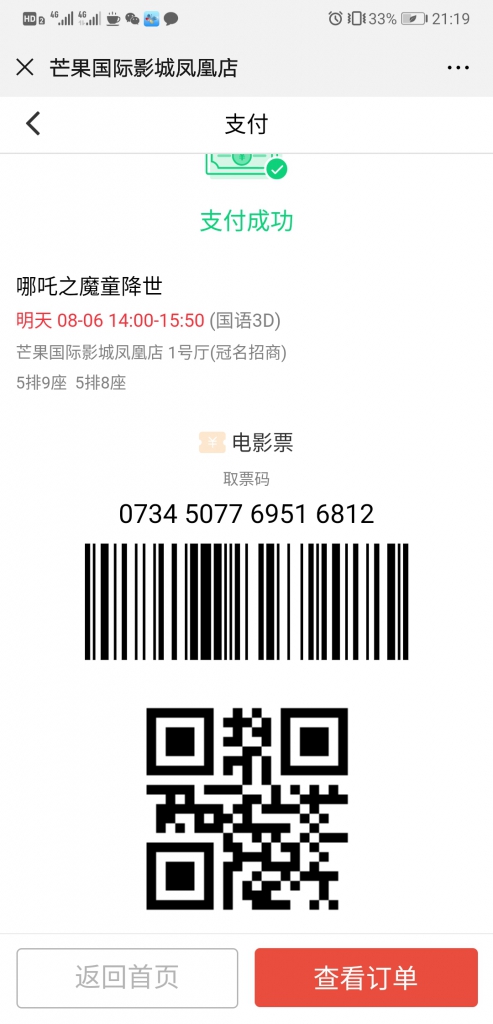 HD 2 4G 4G 33% 21:19
芒果国际影城凤凰店
支付
支付成功
哪吒之魔童降世
明天 08-06 14:00-15:50 (国语3D)
芒果国际影城凤凰店 1号厅(冠名招商)
5排9座 5排8座
¥ 电影票
取票码
0734 5077 6951 6812
返回首页
查看订单